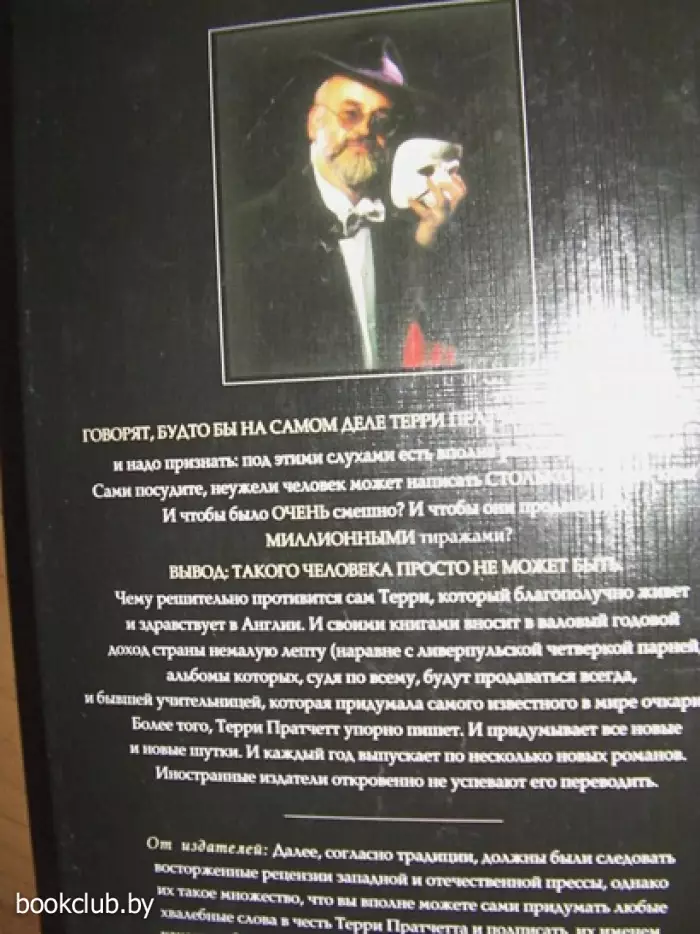 ГОВОРЯТ, БУДТО БЫ НА САМОМ ДЕЛЕ ТЕРРИ
и надо признать: под этими слухами есть вполне
Сами посудите, неужели человек может написать СТОЛЬКО
И чтобы было ОЧЕНЬ смешно? И чтобы они
МИЛЛИОННЫМИ тиражами?
ВЫВОД: ТАКОГО ЧЕЛОВЕКА ПРОСТО НЕ МОЖЕТ БЫТЬ.
Чему решительно противится сам Терри, который благополучно живет
и здравствует в Англии. И своими книгами вносит в валовый годовой
доход страны немалую лепту (наравне с ливерпульской четверкой парней,
альбомы которых, судя по всему, будут продаваться всегда,
и бывшей учительницей, которая придумала самого известного в мире очкари
Более того, Терри Пратчетт упорно пишет. И придумывает все новые
и новые шутки. И каждый год выпускает по несколько новых романов.
Иностранные издатели откровенно не успевают его переводить.
От издателей: Далее, согласно традиции, должны были следовать
восторженные рецензии западной и отечественной прессы, однако
их такое множество, что вы вполне можете сами придумать любые
хвалебные слова в честь Терри Пратчетта и подписать их именем
bookclub.by